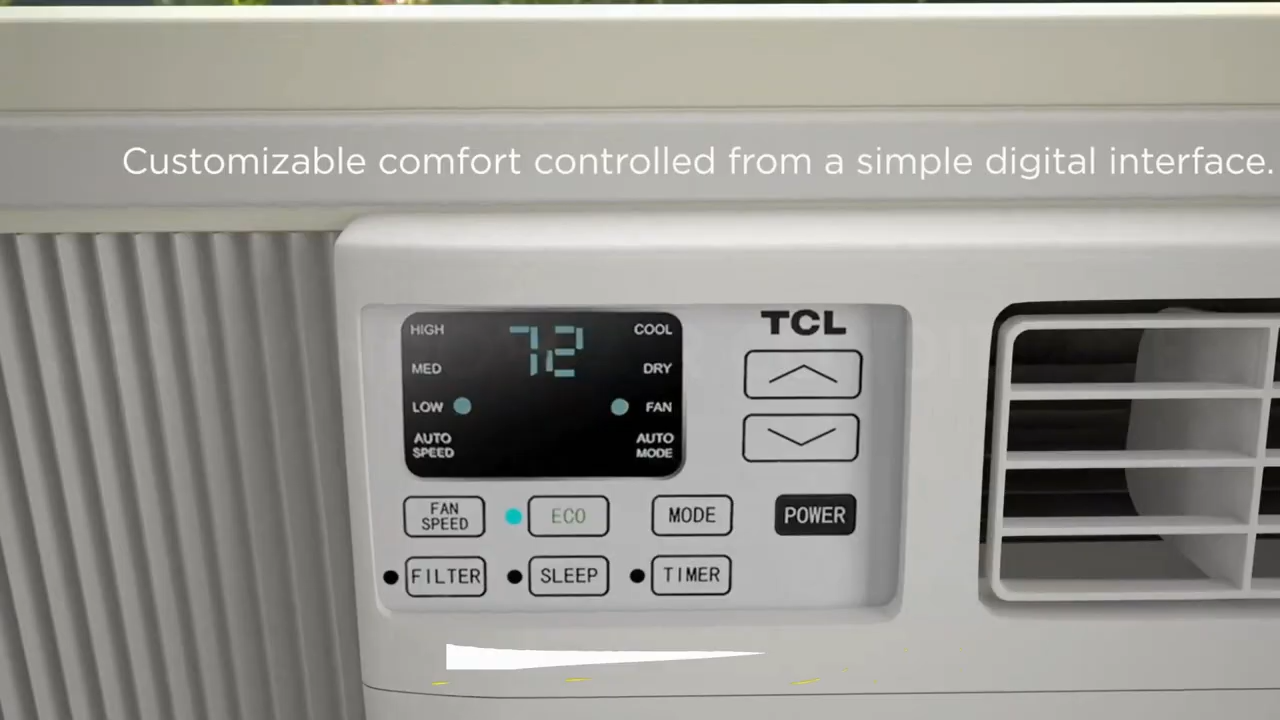 Customizable comfort controlled from a simple digital interface.
HIGH
72
COOL
TCL
MED
DRY
LOW
FAN
AUTO
SPEED
AUTO
MODE
FAN
SPEED
ECO
MODE
POWER
FILTER
SLEEP
TIMER